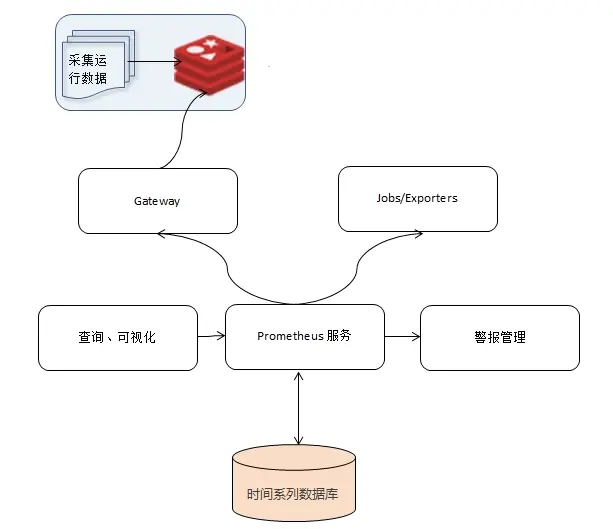 采集运
行数据
Gateway
Jobs/Exporters
查询、可视化
Prometheus 服务
警报管理
时间系列数据库